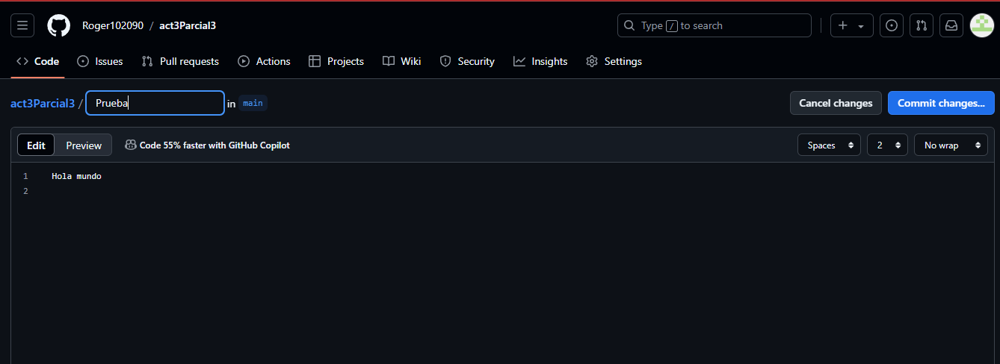 Roger102090 / act3Parcial3
Type / to search
Code Issues Pull requests Actions Projects Wiki Security Insights Settings
act3Parcial3 / Prueba in main Cancel changes Commit changes...
Edit Preview Code 55% faster with GitHub Copilot Spaces 2 No wrap
1 Hola mundo
2